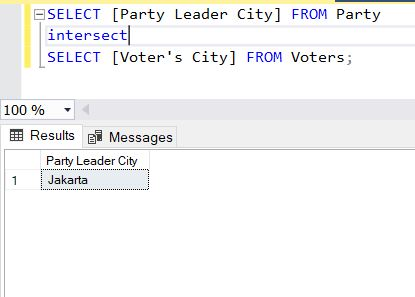 SELECT [Party Leader City] FROM Party
intersect
SELECT [Voter's City] FROM Voters;
100 %
Results Messages
Party Leader City
1 Jakarta